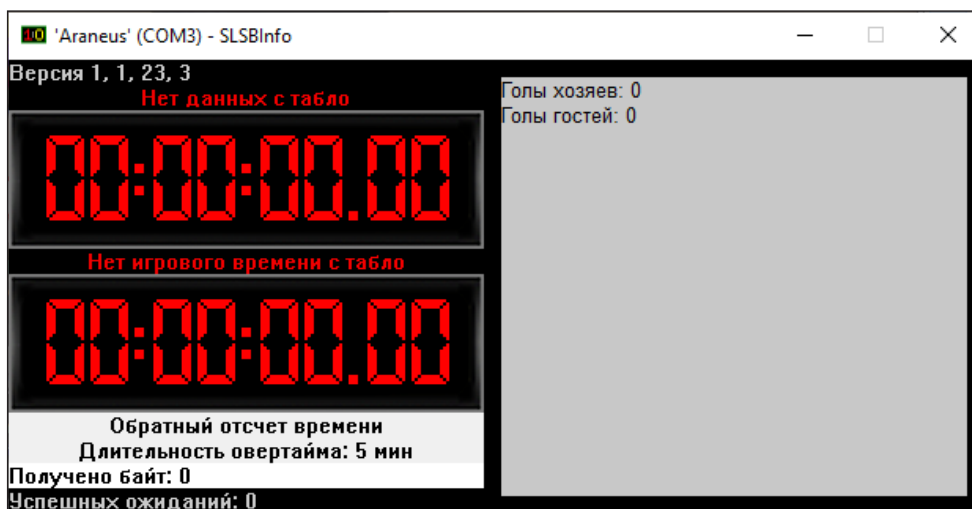 'Araneus' (COM3) - SLSBInfo
Версия 1, 1, 23, 3
Нет данных с табло
00:00:00.00
Нет игрового времени с табло
00:00:00.00
Обратный отсчет времени
Длительность овертайма: 5 мин
Получено байт: 0
Успешных ожиданий: 0
Голы хозяев: 0
Голы гостей: 0